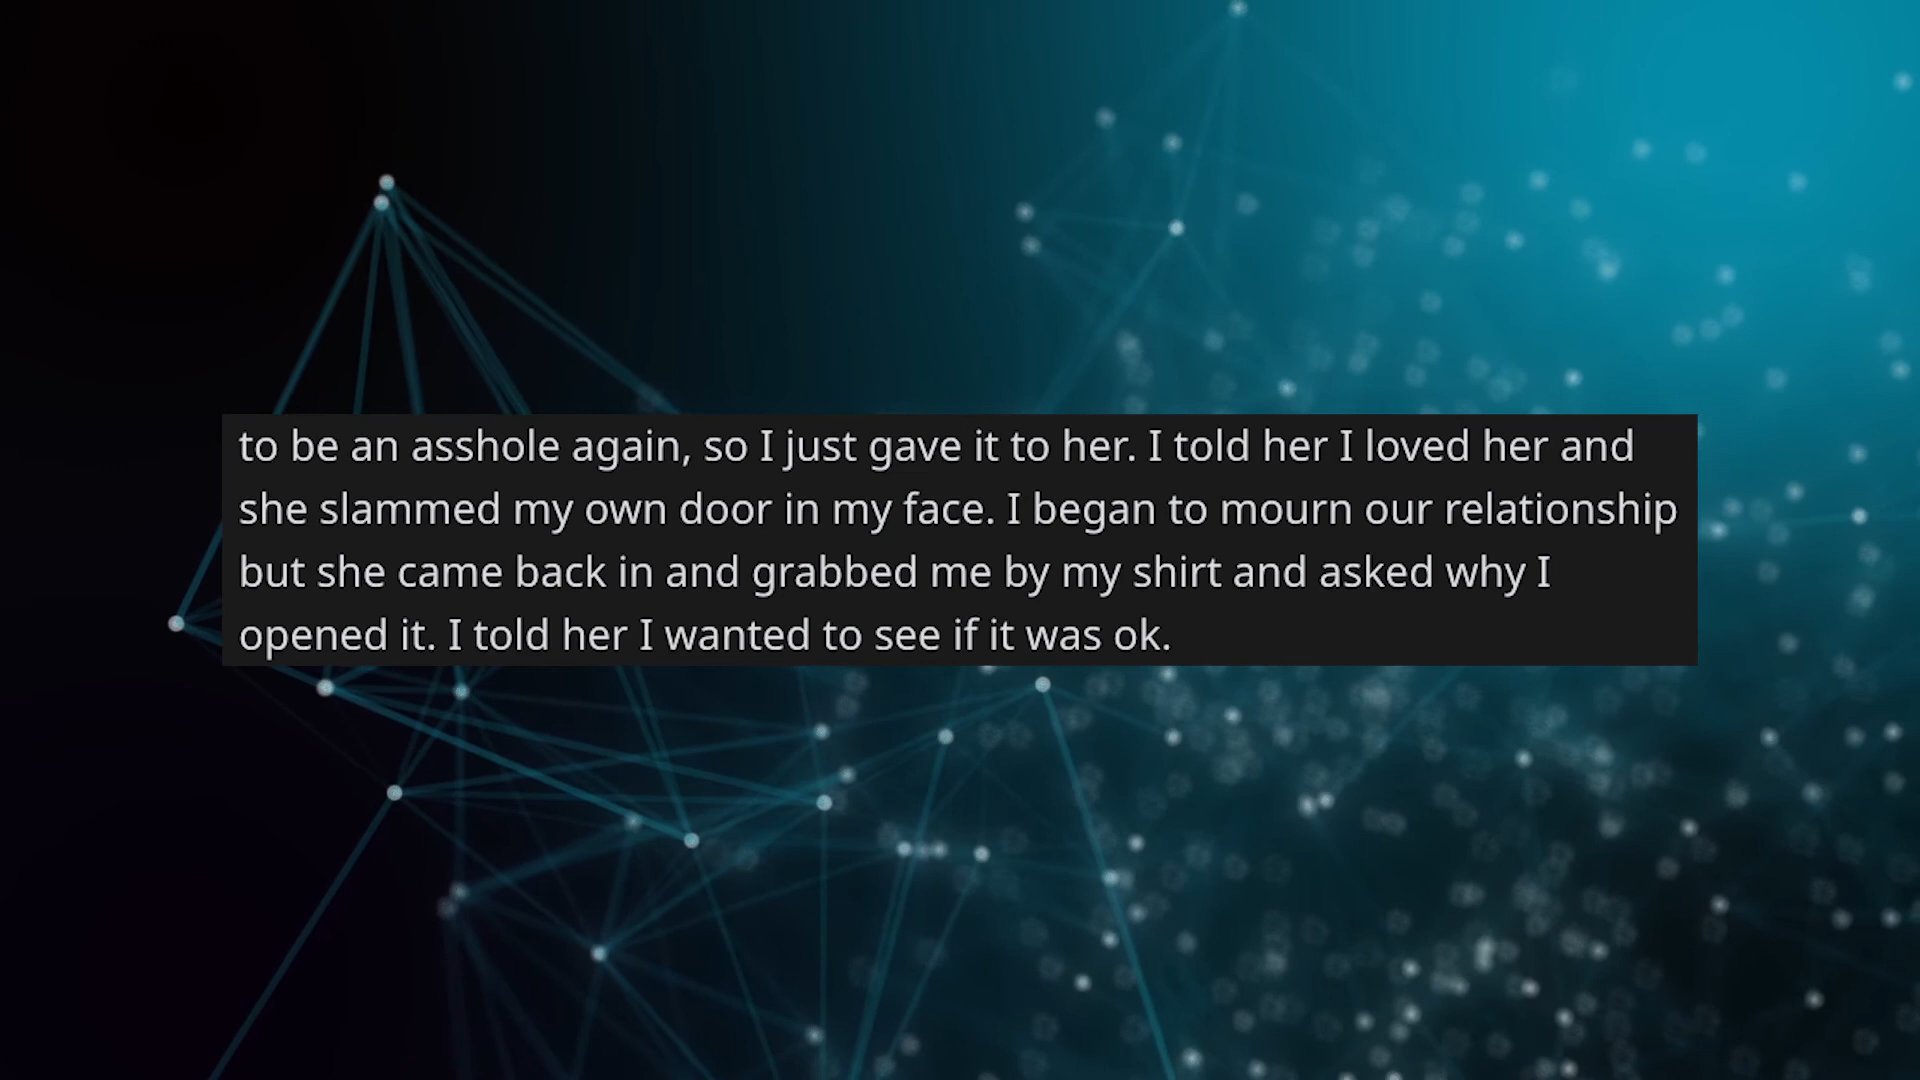 to be an asshole again, so I just gave it to her. I told her I loved her and
she slammed my own door in my face. I began to mourn our relationship
but she came back in and grabbed me by my shirt and asked why I
opened it. I told her I wanted to see if it was ok.